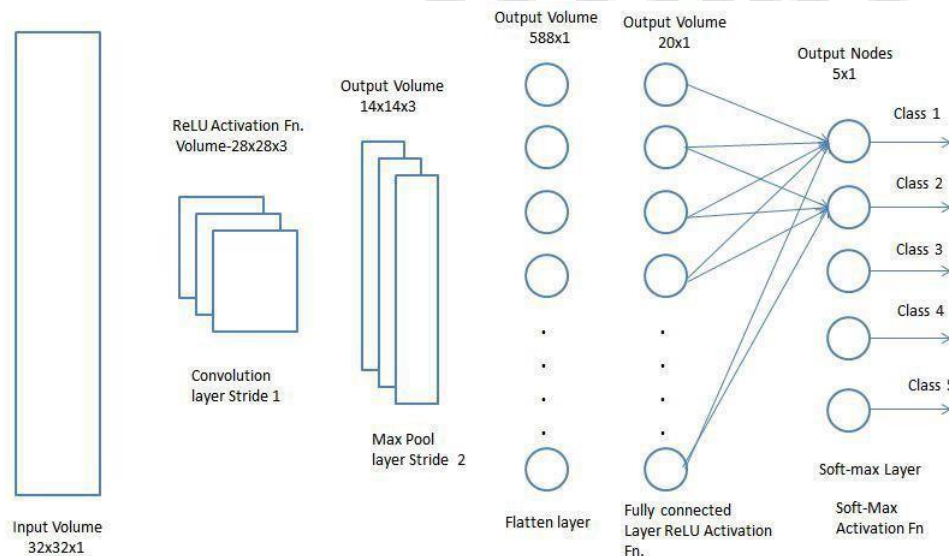 Input Volume
32x32x1
ReLU Activation Fn.
Volume-28x28x3
Convolution
layer Stride 1
Output Volume
14x14x3
Max Pool
layer Stride 2
Output Volume
588x1
Flatten layer
Output Volume
20x1
Fully connected
Layer ReLU Activation
Fn.
Output Nodes
5x1
Class 1
Class 2
Class 3
Class 4
Class 5
Soft-max Layer
Soft-Max
Activation Fn